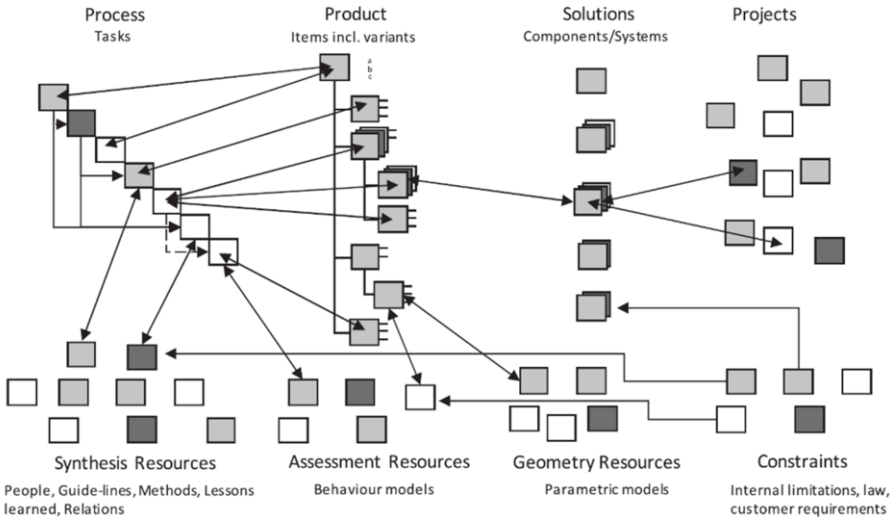 Process
Tasks
Product
Items incl. variants
Solutions
Components/Systems
Projects
a
b
c
Synthesis Resources
People, Guide-lines, Methods, Lessons
learned, Relations
Assessment Resources
Behaviour models
Geometry Resources
Parametric models
Constraints
Internal limitations, law,
customer requirements